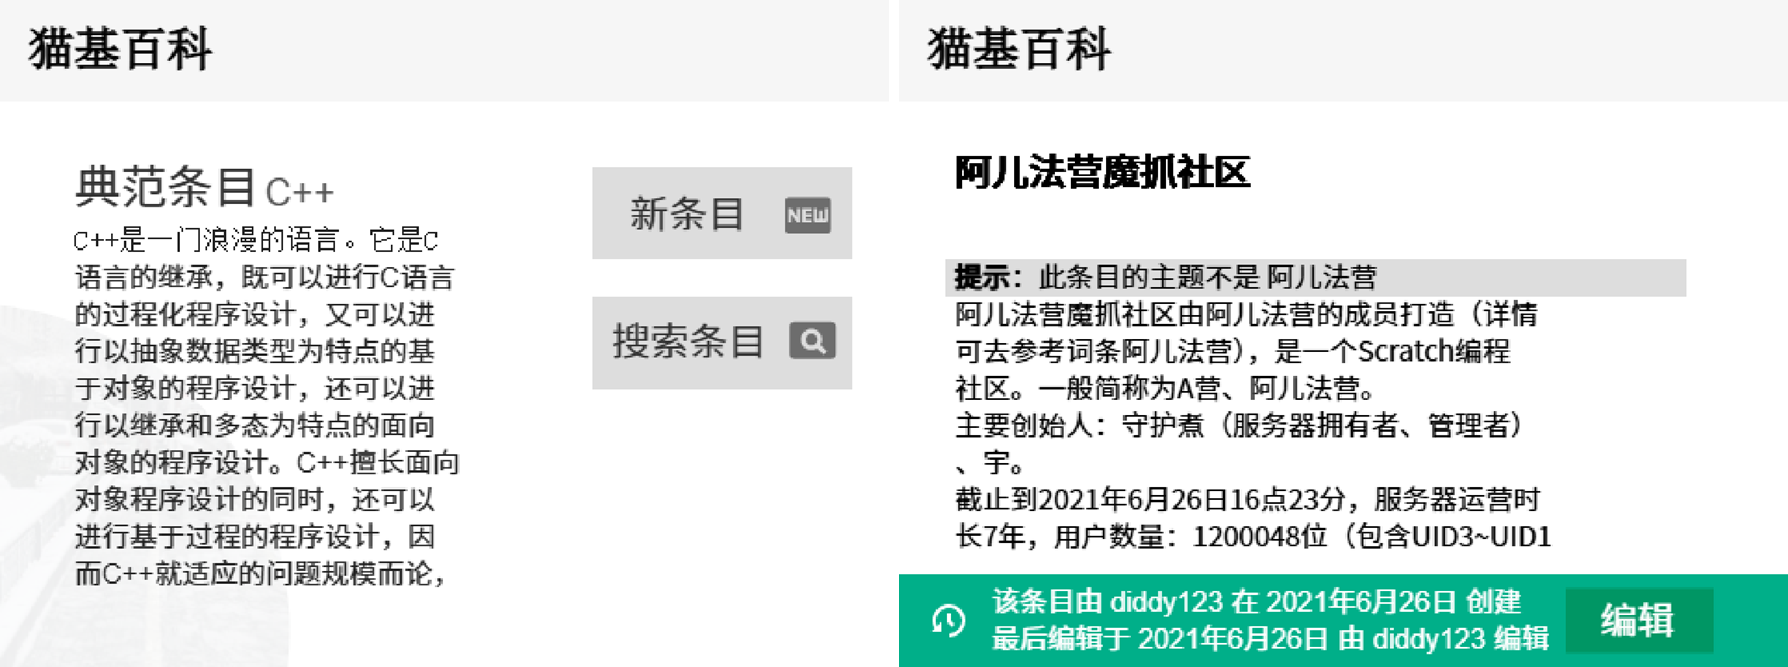 猫基百科
典范条目 C++
C++是一门浪漫的语言。它是C
语言的继承，既可以进行C语言
的过程化程序设计，又可以进
行以抽象数据类型为特点的基
于对象的程序设计，还可以进
行以继承和多态为特点的面向
对象的程序设计。C++擅长面向
对象程序设计的同时，还可以
进行基于过程的程序设计，因
而C++就适应的问题规模而论，
新条目 NEW
搜索条目
猫基百科
阿儿法营魔抓社区
提示：此条目的主题不是 阿儿法营
阿儿法营魔抓社区由阿儿法营的成员打造（详情
可去参考词条阿儿法营），是一个Scratch编程
社区。一般简称为A营、阿儿法营。
主要创始人：守护煮（服务器拥有者、管理者）
、宇。
截止到2021年6月26日16点23分，服务器运营时
长7年，用户数量：1200048位（包含UID3~UID1
该条目由 diddy123 在 2021年6月26日 创建
最后编辑于 2021年6月26日 由 diddy123 编辑
编辑